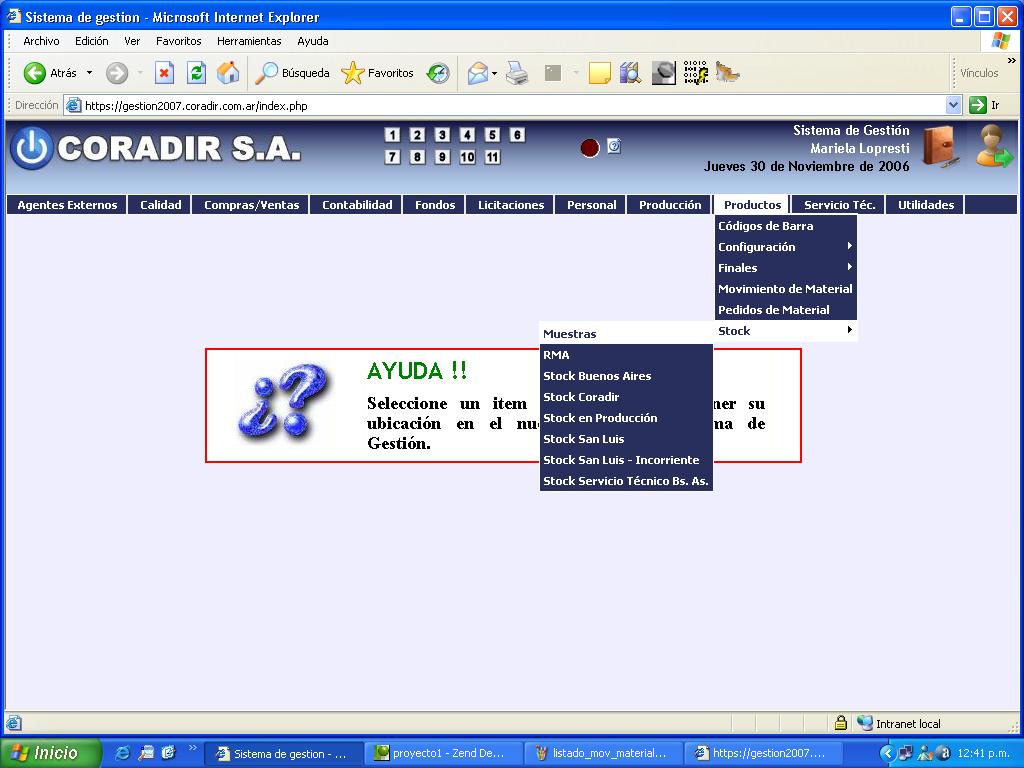 Sistema de gestion - Microsoft Internet Explorer
Archivo Edición Ver Favoritos Herramientas Ayuda
Atrás Búsqueda Favoritos Vínculos
Dirección https://gestion2007.coradir.com.ar/index.php Ir
CORADIR S.A.
1 2 3 4 5 6
7 8 9 10 11
Sistema de Gestión
Mariela Lopresti
Jueves 30 de Noviembre de 2006
Agentes Externos Calidad Compras/Ventas Contabilidad Fondos Licitaciones Personal Producción Productos Servicio Téc. Utilidades
Códigos de Barra
Configuración
Finales
Movimiento de Material
Pedidos de Material
Stock
Muestras
RMA
Stock Buenos Aires
Stock Coradir
Stock en Producción
Stock San Luis
Stock San Luis - Incorriente
Stock Servicio Técnico Bs. As.
AYUDA !!
Seleccione un item ner su
ubicación en el nu ma de
Gestión.
Intranet local
Inicio Sistema de gestion - ... proyecto1 - Zend De... listado_mov_material... https://gestion2007.... 12:41 p.m.